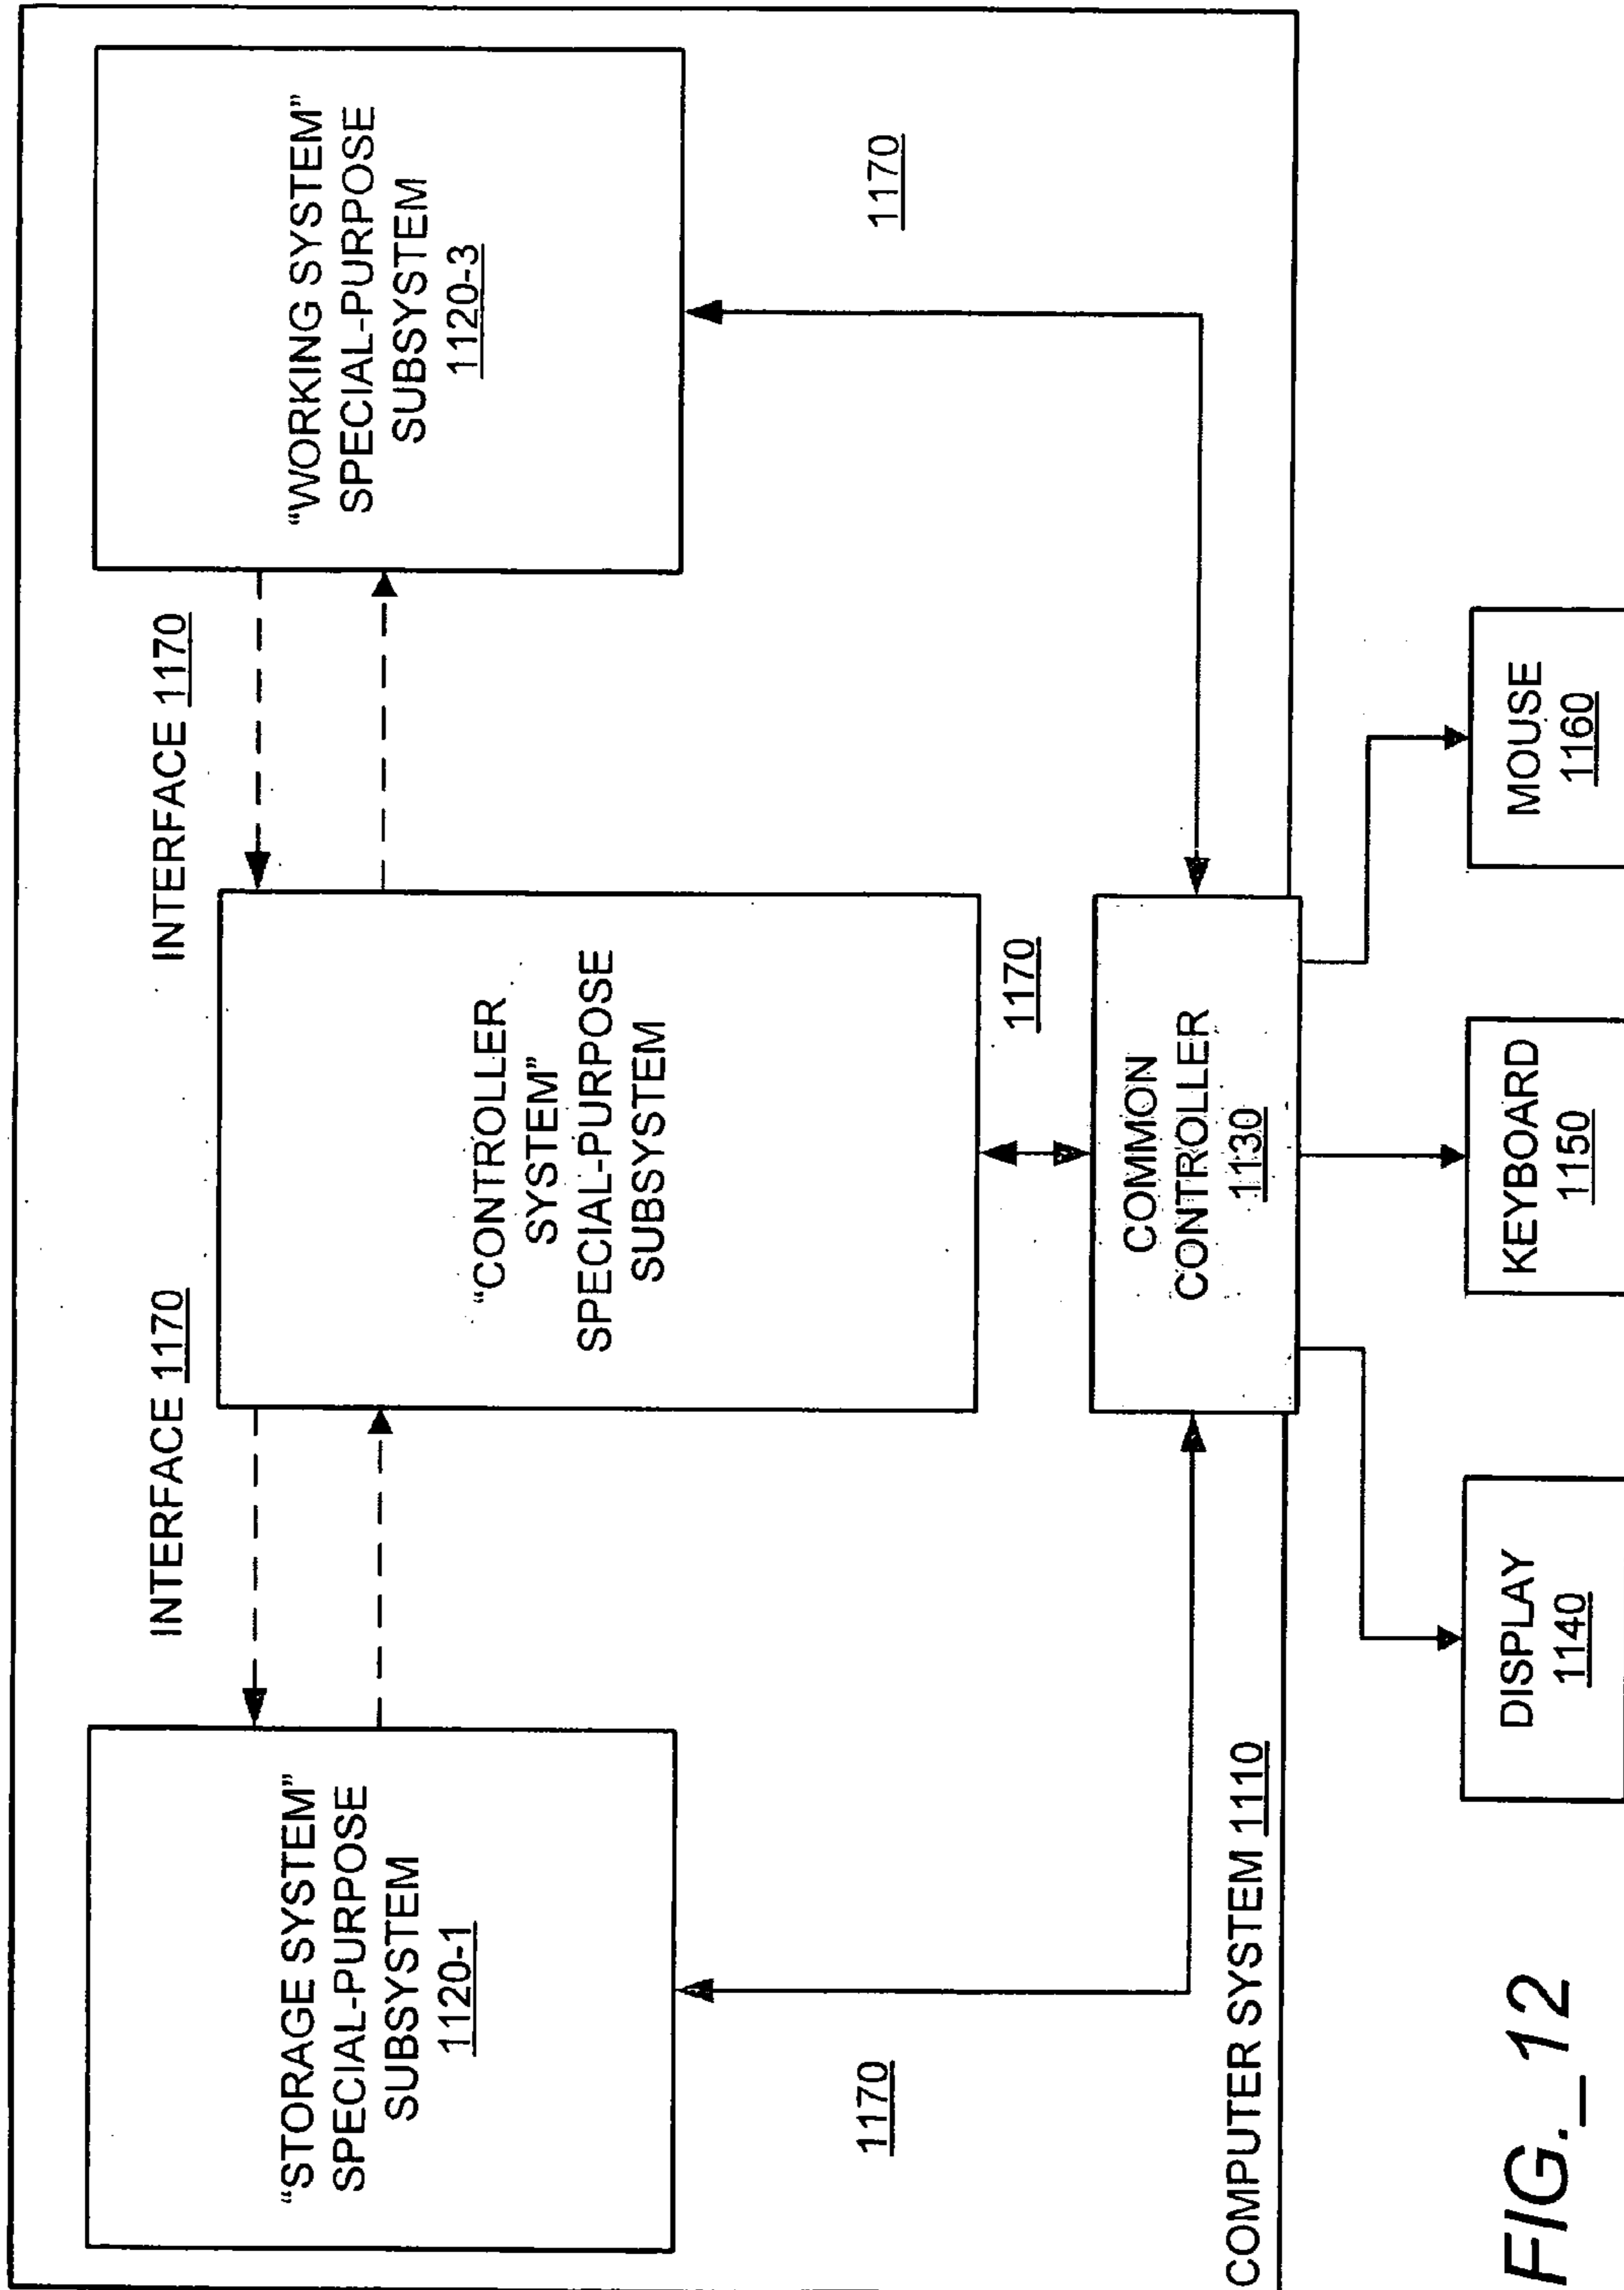 INTERFACE 1170
INTERFACE 1170
"STORAGE SYSTEM"
SPECIAL-PURPOSE
SUBSYSTEM
1120-1
"CONTROLLER
SYSTEM"
SPECIAL-PURPOSE
SUBSYSTEM
"WORKING SYSTEM"
SPECIAL-PURPOSE
SUBSYSTEM
1120-3
1170
1170
1170
COMMON
CONTROLLER
1130
COMPUTER SYSTEM 1110
DISPLAY
1140
KEYBOARD
1150
MOUSE
1160
FIG._12